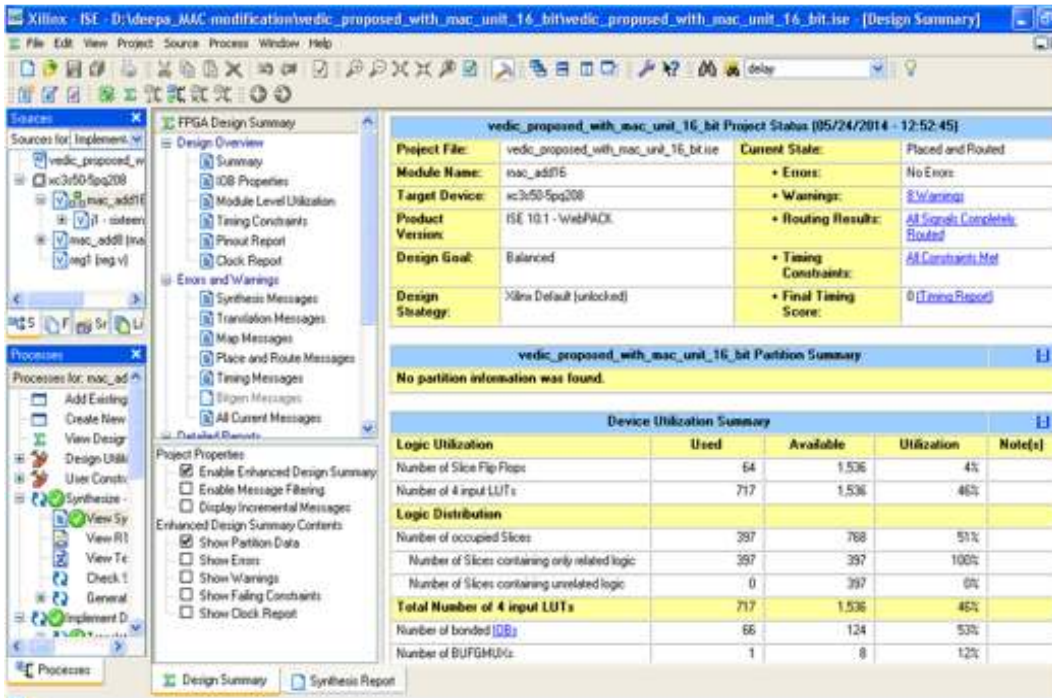 Xilinx - ISE - D:\deepa_MAC modification\vedic_proposed_with_mac_unit_16_bit\vedic_proposed_with_mac_unit_16_bit.ise - [Design Summary]
File Edit View Project Source Process Window Help
delay
Sources
Sources for: Implement
vedic_proposed_w
xc3s50-5pq208
mac_add16
j1 - sixteen
mac_add8 (ma
reg1 (reg.v)
Processes
Processes for: mac_ad
Add Existing
Create New
View Design
Design Utili
User Constr
Synthesize -
View Sy
View RT
View Te
Check S
Generat
Implement D
Processes
FPGA Design Summary
Design Overview
Summary
IOB Properties
Module Level Utilization
Timing Constraints
Pinout Report
Clock Report
Errors and Warnings
Synthesis Messages
Translation Messages
Map Messages
Place and Route Messages
Timing Messages
Bitgen Messages
All Current Messages
Detailed Reports
Project Properties
Enable Enhanced Design Summary
Enable Message Filtering
Display Incremental Messages
Enhanced Design Summary Contents
Show Partition Data
Show Errors
Show Warnings
Show Failing Constraints
Show Clock Report
Design Summary Synthesis Report
vedic_proposed_with_mac_unit_16_bit Project Status (05/24/2014 - 12:52:45)
Project File: vedic_proposed_with_mac_unit_16_bit.ise Current State: Placed and Routed
Module Name: mac_add16 • Errors: No Errors
Target Device: xc3s50-5pq208 • Warnings: 8 Warnings
Product Version: ISE 10.1 - WebPACK • Routing Results: All Signals Completely Routed
Design Goal: Balanced • Timing Constraints: All Constraints Met
Design Strategy: Xilinx Default (unlocked) • Final Timing Score: 0 (Timing Report)
vedic_proposed_with_mac_unit_16_bit Partition Summary
No partition information was found.
Device Utilization Summary
Logic Utilization Used Available Utilization Note(s)
Number of Slice Flip Flops 64 1,536 4%
Number of 4 input LUTs 717 1,536 46%
Logic Distribution
Number of occupied Slices 397 768 51%
Number of Slices containing only related logic 397 397 100%
Number of Slices containing unrelated logic 0 397 0%
Total Number of 4 input LUTs 717 1,536 46%
Number of bonded IOBs 66 124 53%
Number of BUFGMUXs 1 8 12%